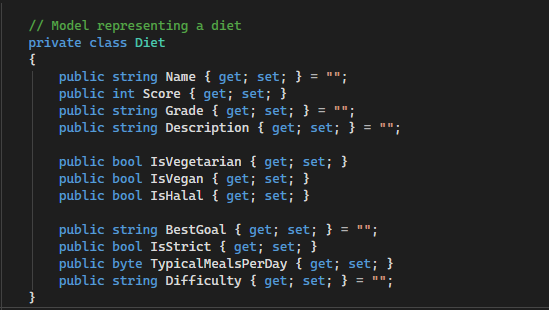 // Model representing a diet
private class Diet
{
public string Name { get; set; } = "";
public int Score { get; set; }
public string Grade { get; set; } = "";
public string Description { get; set; } = "";
public bool IsVegetarian { get; set; }
public bool IsVegan { get; set; }
public bool IsHalal { get; set; }
public string BestGoal { get; set; } = "";
public bool IsStrict { get; set; }
public byte TypicalMealsPerDay { get; set; }
public string Difficulty { get; set; } = "";
}